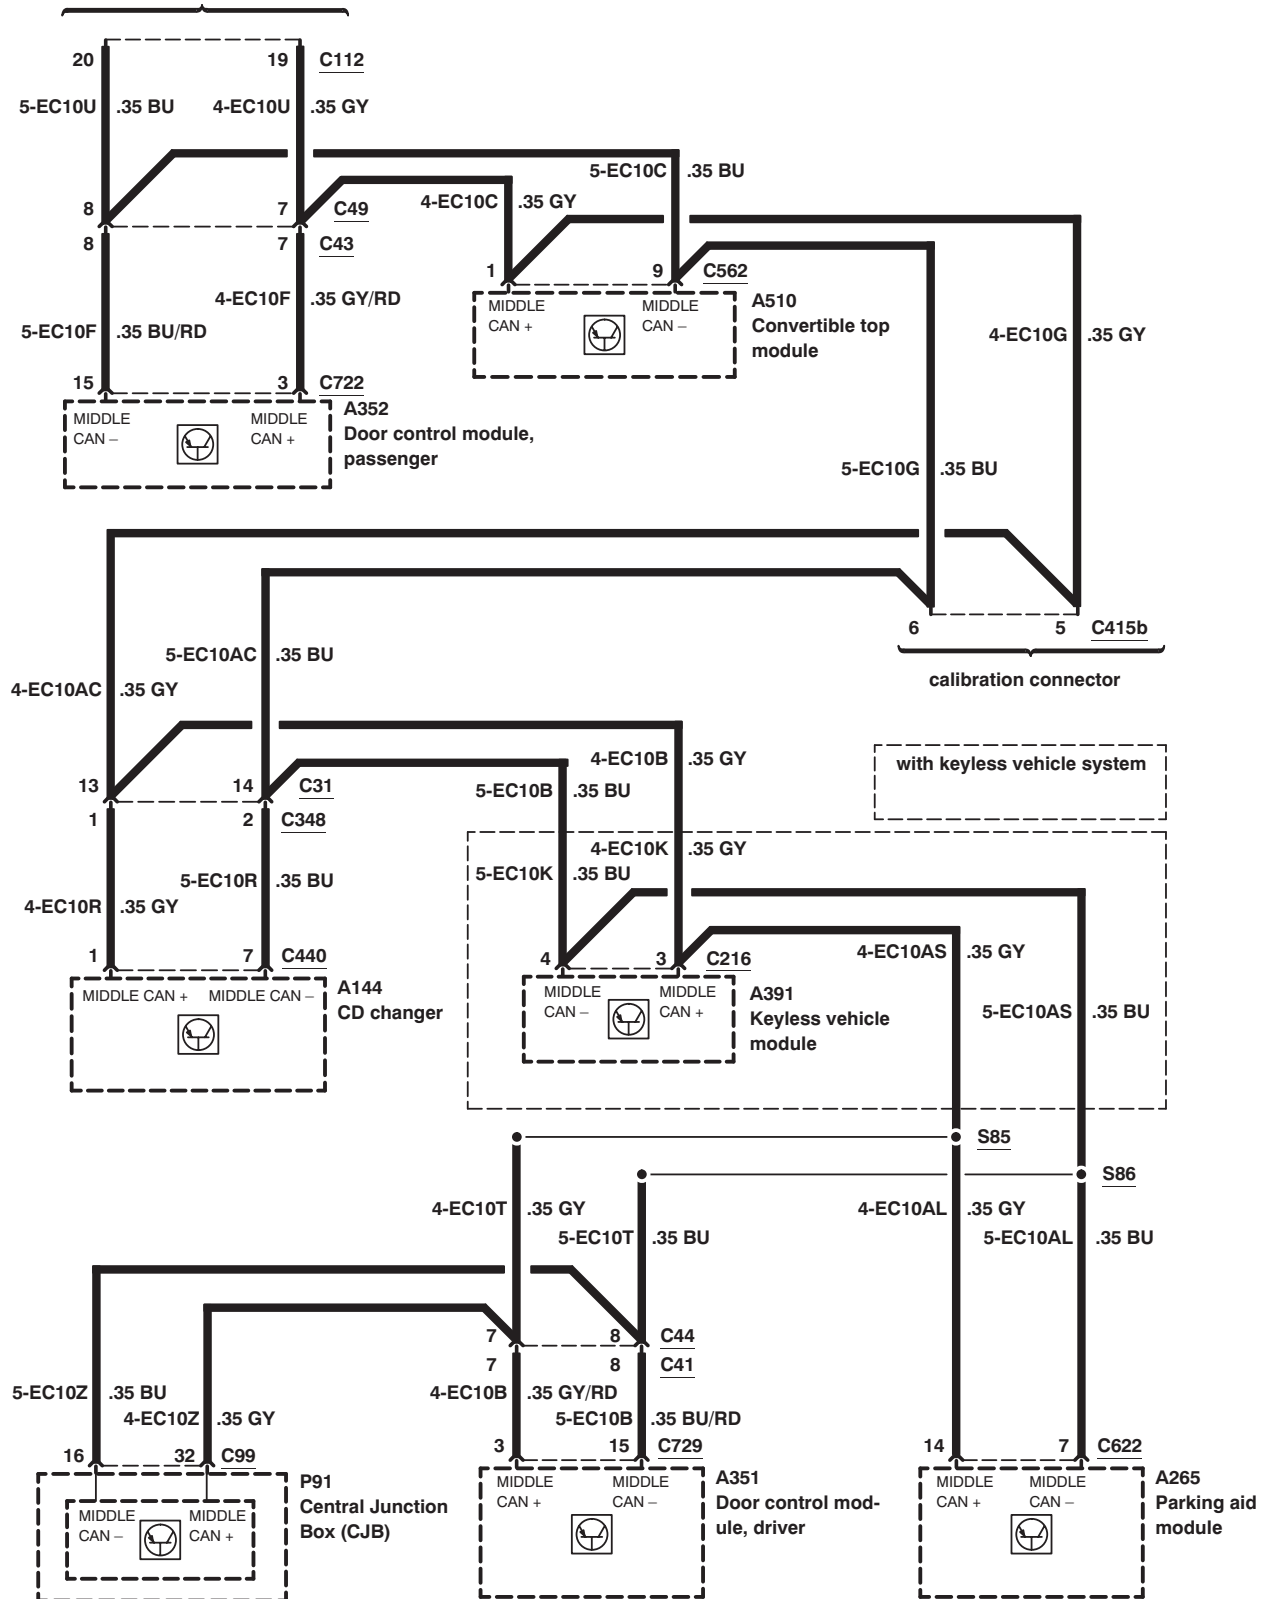 20 19 C112
5-EC10U .35 BU 4-EC10U .35 GY
5-EC10C .35 BU
4-EC10C .35 GY
8 7 C49
8 7 C43
1 9 C562
4-EC10F .35 GY/RD
5-EC10F .35 BU/RD
MIDDLE CAN +
MIDDLE CAN –
A510
Convertible top
module
4-EC10G .35 GY
15 3 C722
MIDDLE CAN –
MIDDLE CAN +
A352
Door control module,
passenger
5-EC10G .35 BU
6 5 C415b
calibration connector
5-EC10AC .35 BU
4-EC10AC .35 GY
4-EC10B .35 GY
with keyless vehicle system
13 14 C31
5-EC10B .35 BU
1 2 C348
4-EC10K .35 GY
5-EC10K .35 BU
5-EC10R .35 BU
4-EC10R .35 GY
1 7 C440
4 3 C216
4-EC10AS .35 GY
MIDDLE CAN + MIDDLE CAN –
A144
CD changer
MIDDLE CAN –
MIDDLE CAN +
A391
Keyless vehicle
module
5-EC10AS .35 BU
S85
S86
4-EC10T .35 GY
4-EC10AL .35 GY
5-EC10T .35 BU
5-EC10AL .35 BU
7 8 C44
7 8 C41
5-EC10Z .35 BU
4-EC10B .35 GY/RD
4-EC10Z .35 GY
5-EC10B .35 BU/RD
16 32 C99
3 15 C729
14 7 C622
P91
Central Junction
Box (CJB)
MIDDLE CAN –
MIDDLE CAN +
MIDDLE CAN +
MIDDLE CAN –
A351
Door control mod-
ule, driver
MIDDLE CAN +
MIDDLE CAN –
A265
Parking aid
module